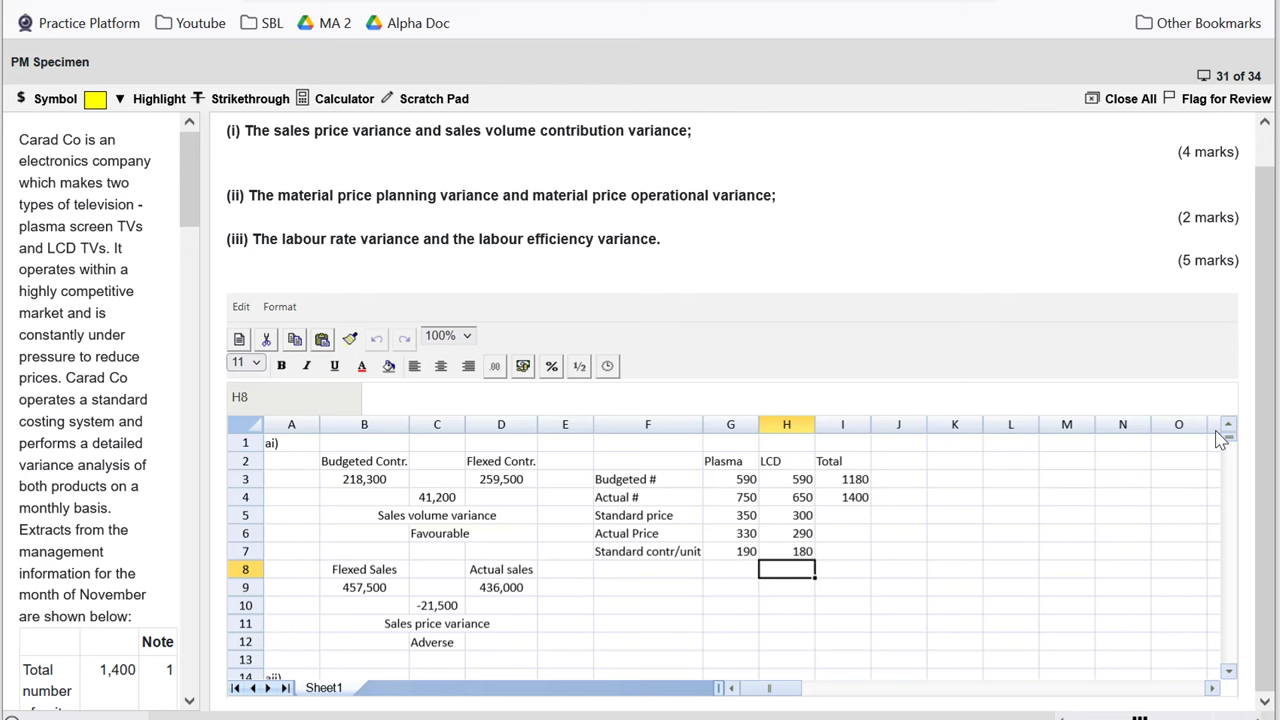 Practice Platform Youtube SBL MA 2 Alpha Doc Other Bookmarks
PM Specimen
31 of 34
$ Symbol Highlight Strikethrough Calculator Scratch Pad Close All Flag for Review
Carad Co is an
electronics company
which makes two
types of television -
plasma screen TVs
and LCD TVs. It
operates within a
highly competitive
market and is
constantly under
pressure to reduce
prices. Carad Co
operates a standard
costing system and
performs a detailed
variance analysis of
both products on a
monthly basis.
Extracts from the
management
information for the
month of November
are shown below:
Note
Total 1,400 1
number
(i) The sales price variance and sales volume contribution variance;
(4 marks)
(ii) The material price planning variance and material price operational variance;
(2 marks)
(iii) The labour rate variance and the labour efficiency variance.
(5 marks)
Edit Format
100%
11 B I U A .00 % 1/2
H8
A B C D E F G H I J K L M N O
1 ai)
2 Budgeted Contr. Flexed Contr. Plasma LCD Total
3 218,300 259,500 Budgeted # 590 590 1180
4 41,200 Actual # 750 650 1400
5 Sales volume variance Standard price 350 300
6 Favourable Actual Price 330 290
7 Standard contr/unit 190 180
8 Flexed Sales Actual sales
9 457,500 436,000
10 -21,500
11 Sales price variance
12 Adverse
13
14 aii)
Sheet1